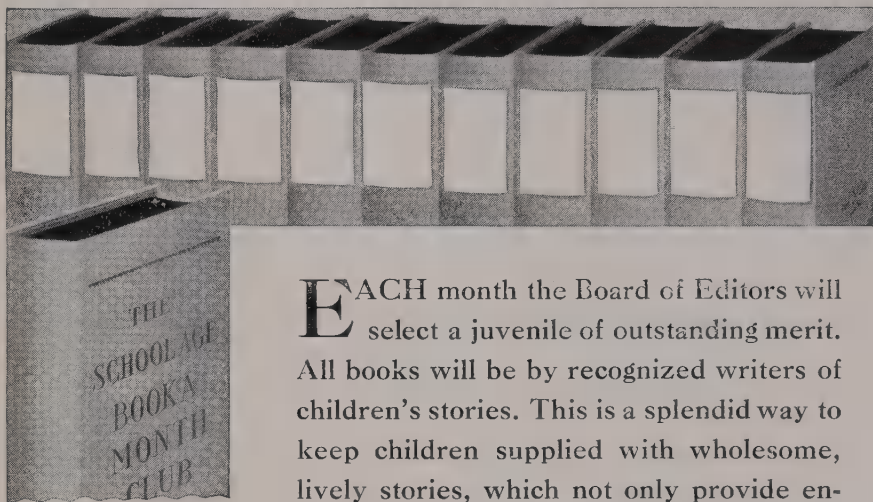 THE
SCHOOL AGE
BOOK A
MONTH
CLUB
EACH month the Board of Editors will
select a juvenile of outstanding merit.
All books will be by recognized writers of
children's stories. This is a splendid way to
keep children supplied with wholesome,
lively stories, which not only provide en-